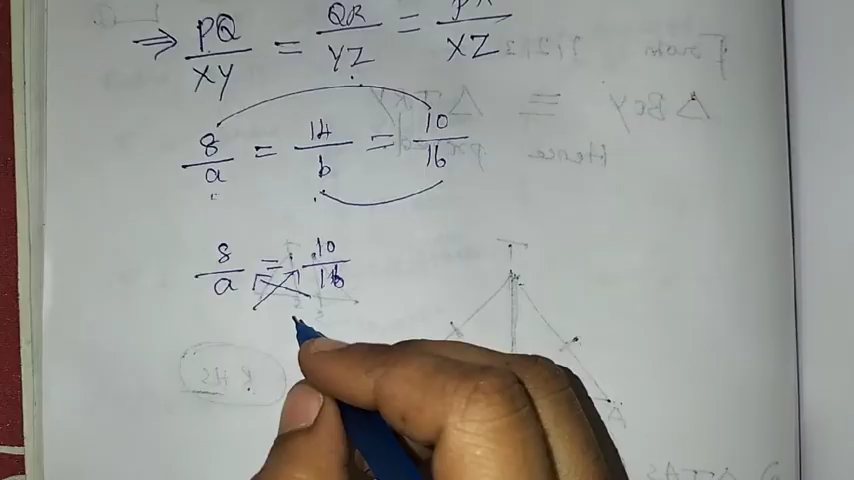 ⇒ PQ/XY = QR/YZ = PR/XZ
8/a = 14/b = 10/16
8/a = 10/16